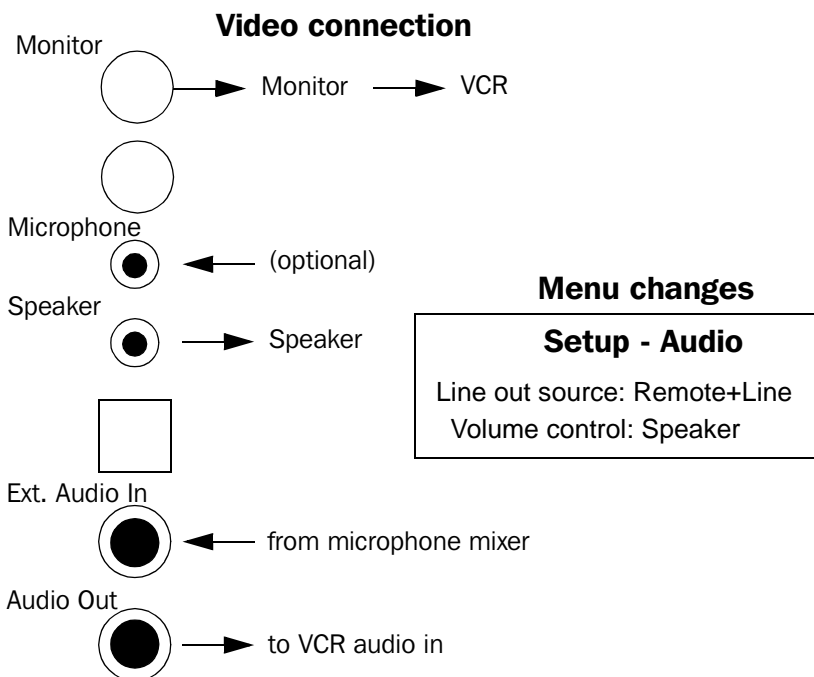 Video connection
Monitor
Monitor VCR
Microphone
(optional)
Speaker
Speaker
Menu changes
Setup - Audio
Line out source: Remote+Line
Volume control: Speaker
Ext. Audio In
from microphone mixer
Audio Out
to VCR audio in